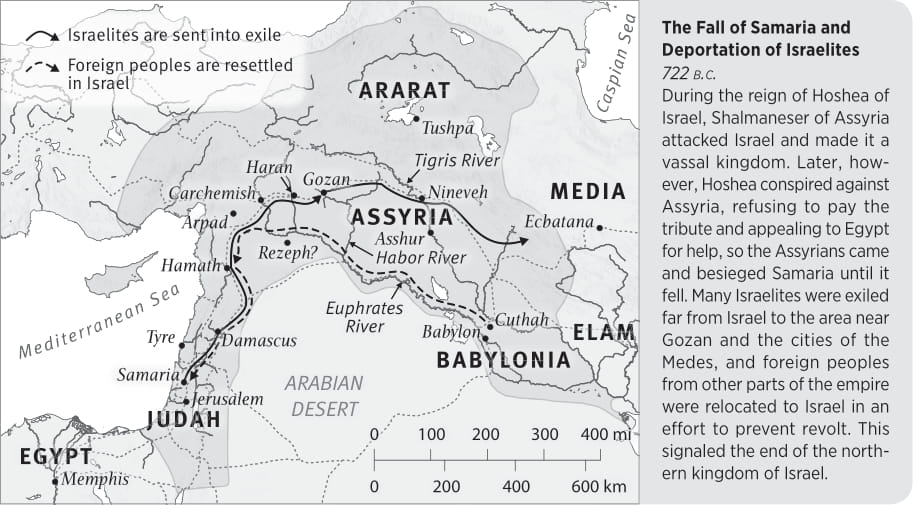 Israelites are sent into exile
Foreign peoples are resettled
in Israel
Caspian Sea
ARARAT
Tushpa
Tigris River
Haran
Gozan
Carchemish
Nineveh
MEDIA
Arpad
ASSYRIA
Ecbatana
Asshur
Rezeph?
Habor River
Hamath
Mediterranean Sea
Euphrates
River
Cuthah
Babylon
ELAM
Tyre
Damascus
BABYLONIA
Samaria
ARABIAN
DESERT
Jerusalem
JUDAH
EGYPT
Memphis
0 100 200 300 400 mi
0 200 400 600 km
The Fall of Samaria and
Deportation of Israelites
722 B.C.
During the reign of Hoshea of
Israel, Shalmaneser of Assyria
attacked Israel and made it a
vassal kingdom. Later, how-
ever, Hoshea conspired against
Assyria, refusing to pay the
tribute and appealing to Egypt
for help, so the Assyrians came
and besieged Samaria until it
fell. Many Israelites were exiled
far from Israel to the area near
Gozan and the cities of the
Medes, and foreign peoples
from other parts of the empire
were relocated to Israel in an
effort to prevent revolt. This
signaled the end of the north-
ern kingdom of Israel.